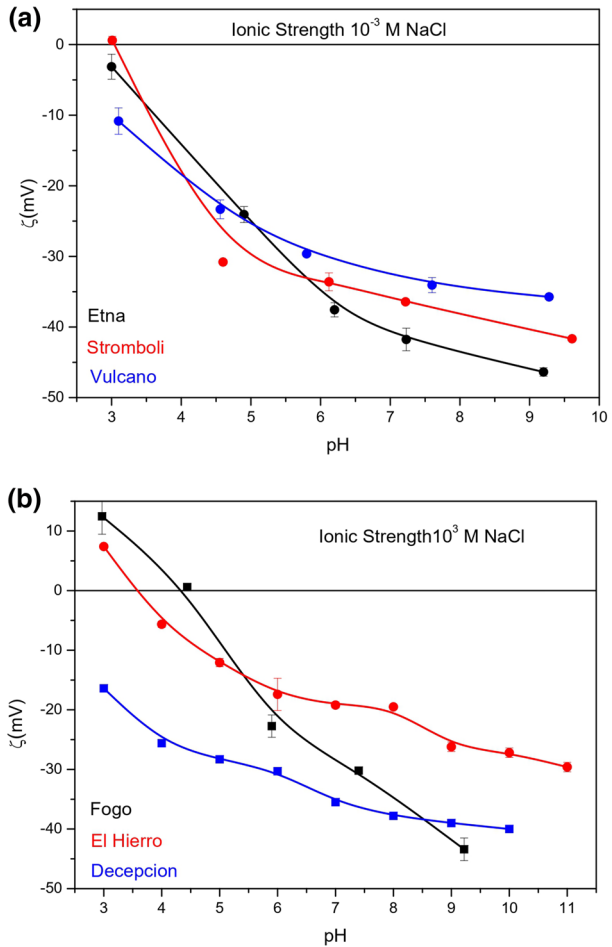 (a)
Ionic Strength 10⁻³ M NaCl
0
-10
-20
-30
-40
-50
ζ(mV)
Etna
Stromboli
Vulcano
3 4 5 6 7 8 9 10
pH
(b)
Ionic Strength10³ M NaCl
10
0
-10
-20
-30
-40
-50
ζ(mV)
Fogo
El Hierro
Decepcion
3 4 5 6 7 8 9 10 11
pH